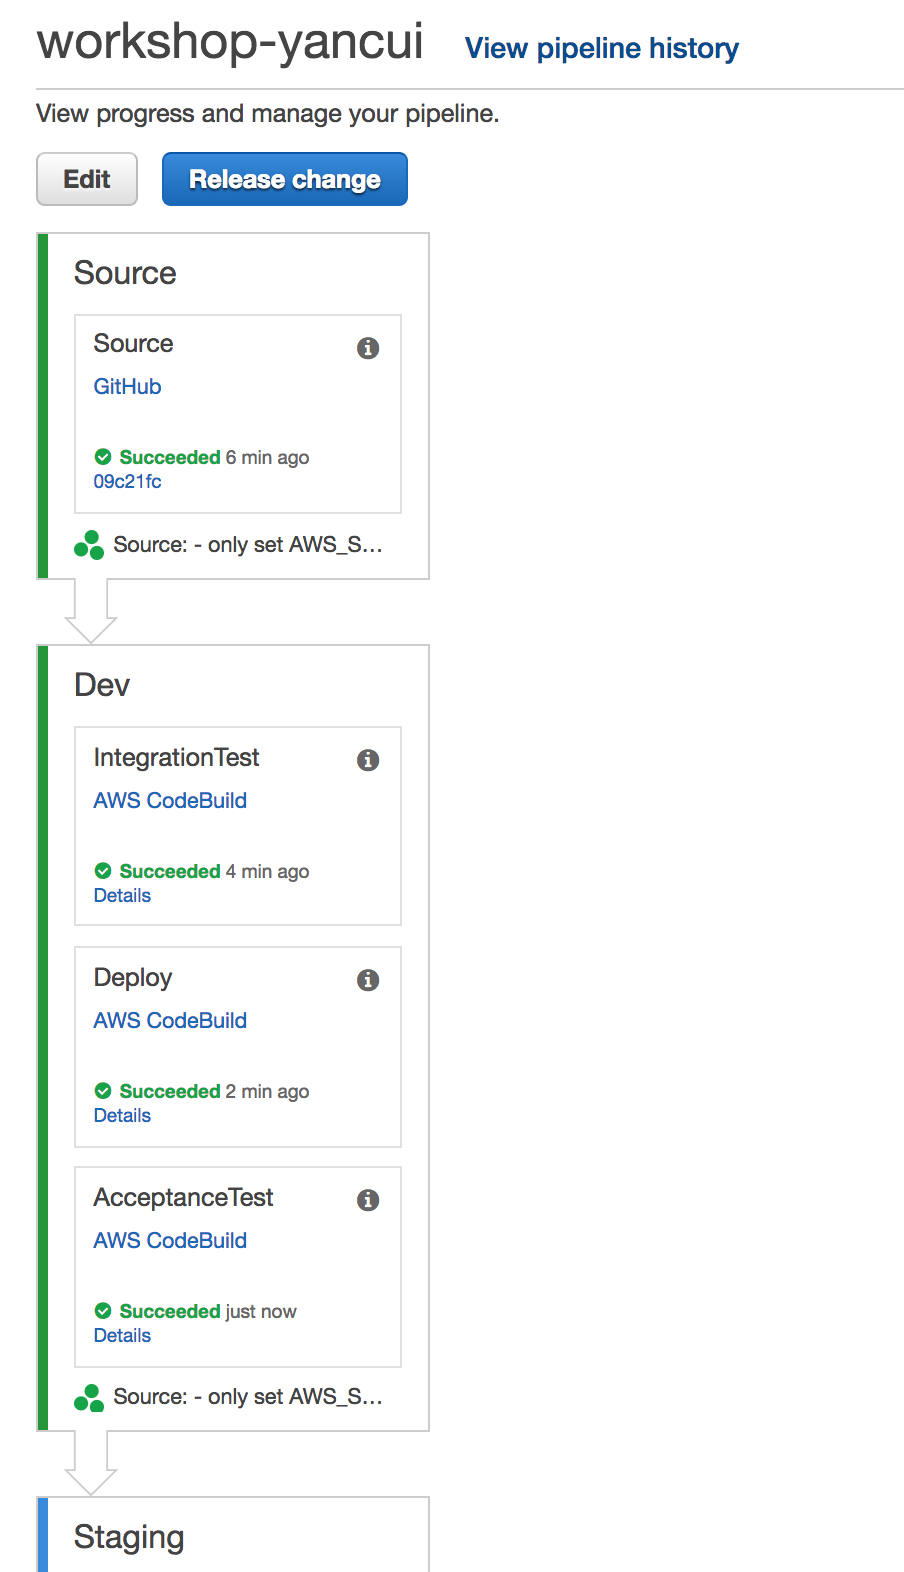 workshop-yancui View pipeline history
View progress and manage your pipeline.
Edit Release change
Source
Source
GitHub
Succeeded 6 min ago
09c21fc
Source: - only set AWS_S...
Dev
IntegrationTest
AWS CodeBuild
Succeeded 4 min ago
Details
Deploy
AWS CodeBuild
Succeeded 2 min ago
Details
AcceptanceTest
AWS CodeBuild
Succeeded just now
Details
Source: - only set AWS_S...
Staging